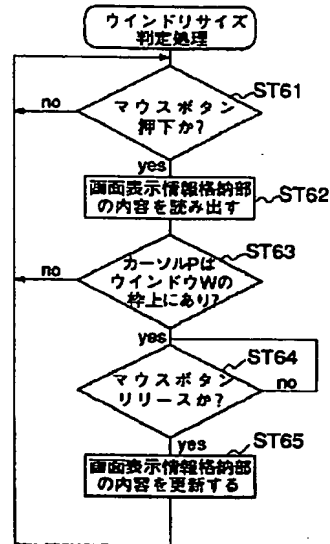 ウインドリサイズ
判定処理
ST61
no
マウスボタン
押下か?
yes
画面表示情報格納部
の内容を読み出す
ST62
ST63
no
カーソルPは
ウインドウWの
枠上にあり?
yes
ST64
マウスボタン
リリースか?
no
yes
ST65
画面表示情報格納部
の内容を更新する